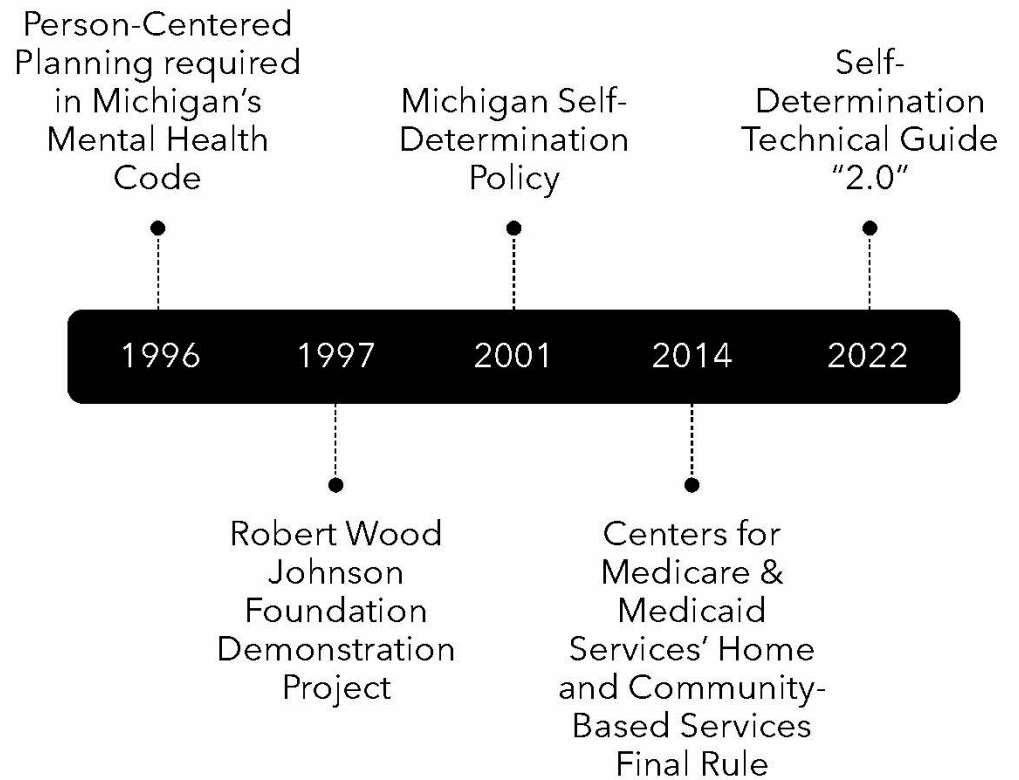 Person-Centered
Planning required
in Michigan’s
Mental Health
Code
Michigan Self-
Determination
Policy
Self-
Determination
Technical Guide
“2.0”
1996
1997
2001
2014
2022
Robert Wood
Johnson
Foundation
Demonstration
Project
Centers for
Medicare &
Medicaid
Services’ Home
and Community-
Based Services
Final Rule